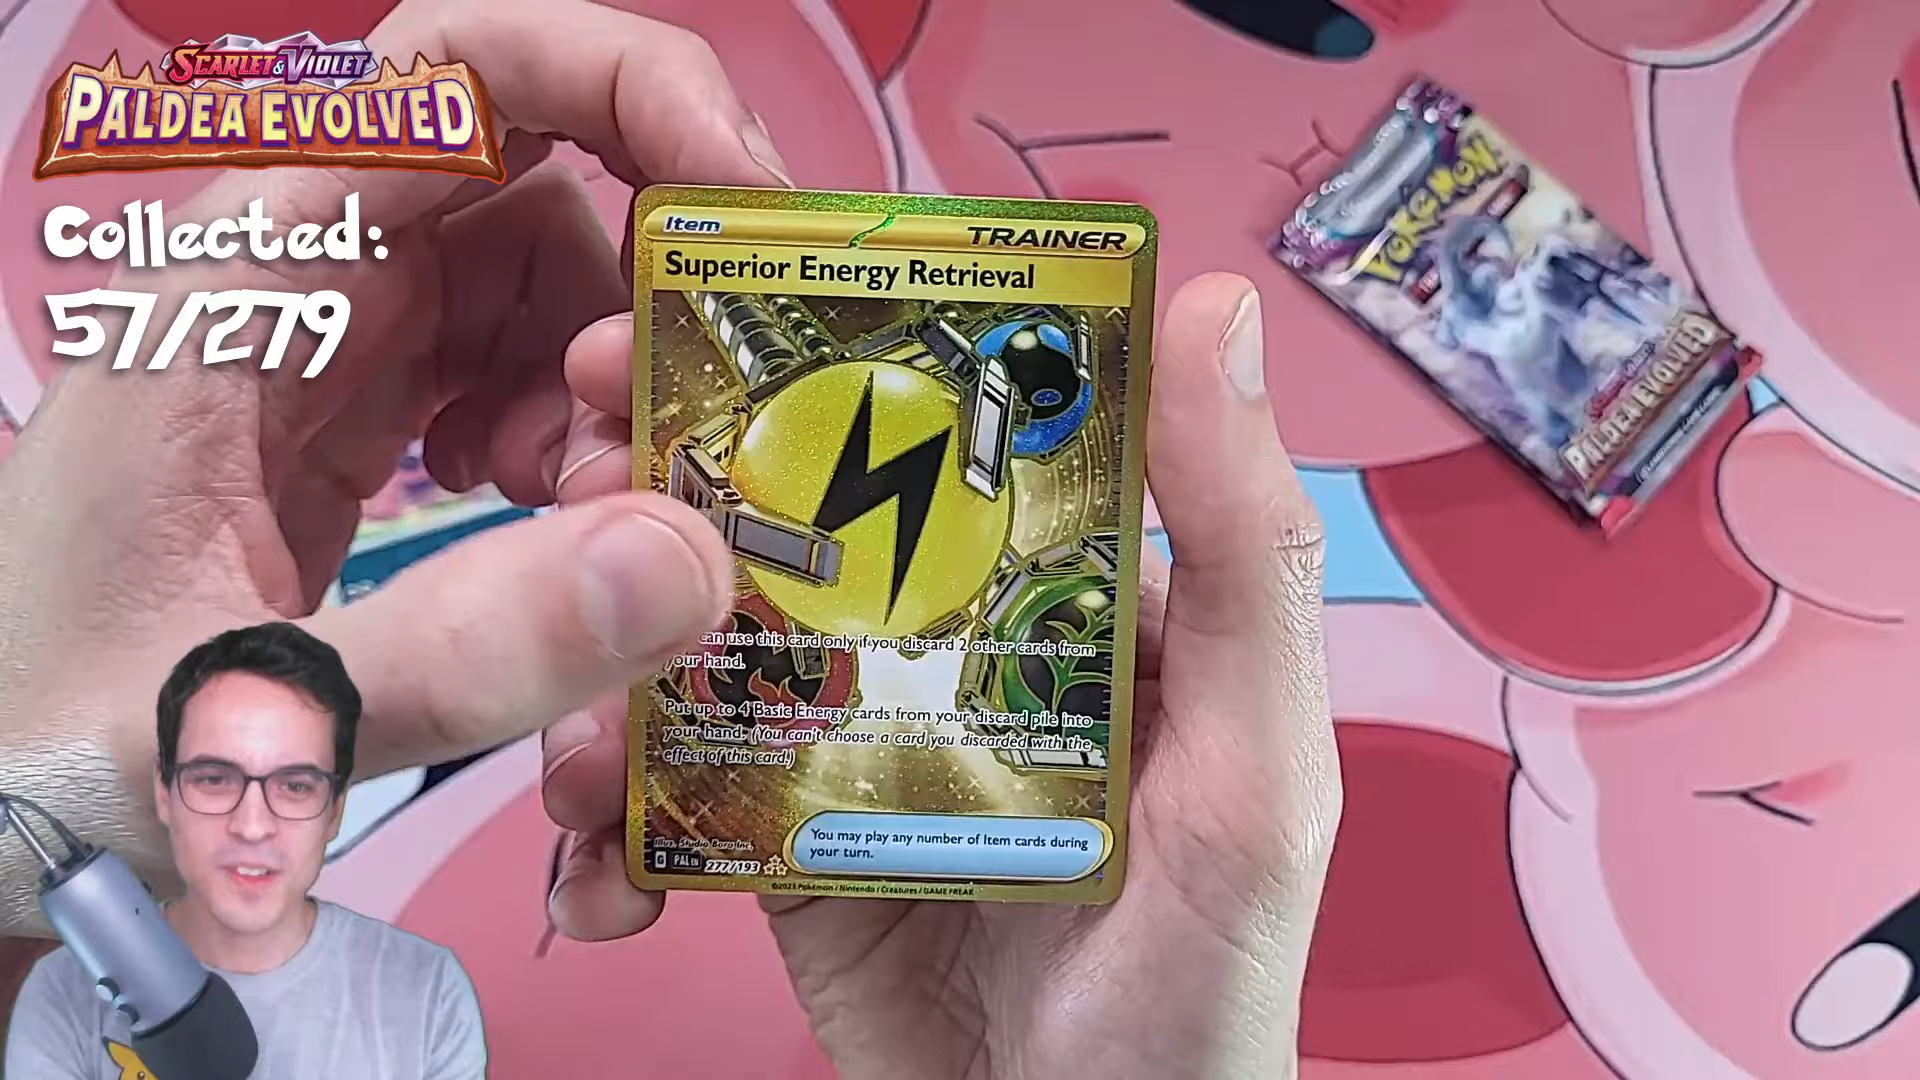 SCARLET & VIOLET
PALDEA EVOLVED
Collected:
57/279
Item
TRAINER
Superior Energy Retrieval
can use this card only if you discard 2 other cards from
your hand.
Put up to 4 Basic Energy cards from your discard pile into
your hand. (You can't choose a card you discarded with the
effect of this card.)
You may play any number of Item cards during
your turn.
Illus. Studio Bora Inc.
G PAL EN 277/193
©2023 Pokémon / Nintendo / Creatures / GAME FREAK
POKÉMON
PALDEA EVOLVED